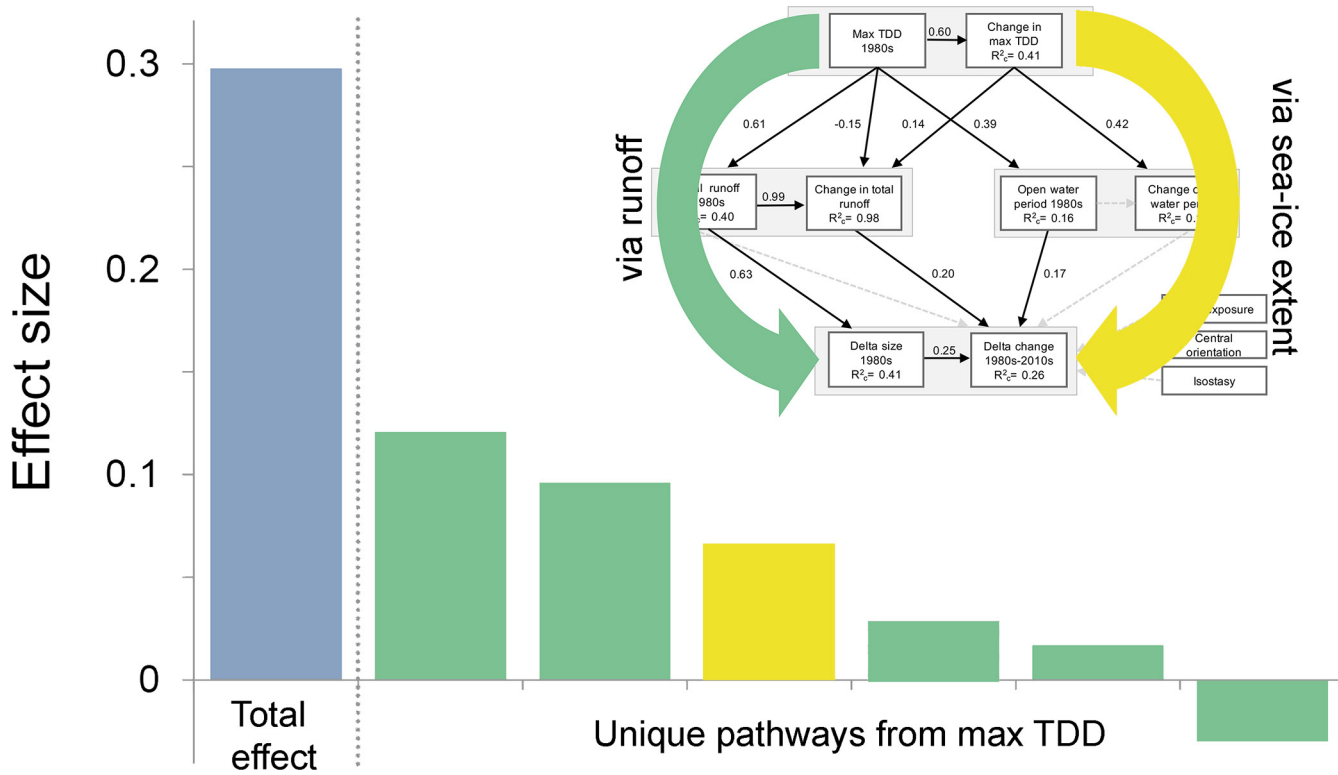 Effect size
0.3
0.2
0.1
0
Total
effect
Unique pathways from max TDD
via runoff
via sea-ice extent
Max TDD
1980s
0.60
Change in
max TDD
R²c= 0.41
0.61
-0.15
0.14
0.39
0.42
runoff
= 0.40
0.99
Change in total
runoff
R²c= 0.98
Open water
period 1980s
R²c= 0.16
Change
water
0.63
0.20
0.17
Delta size
1980s
R²c= 0.41
0.25
Delta change
1980s-2010s
R²c= 0.26
Central
orientation
Isostasy